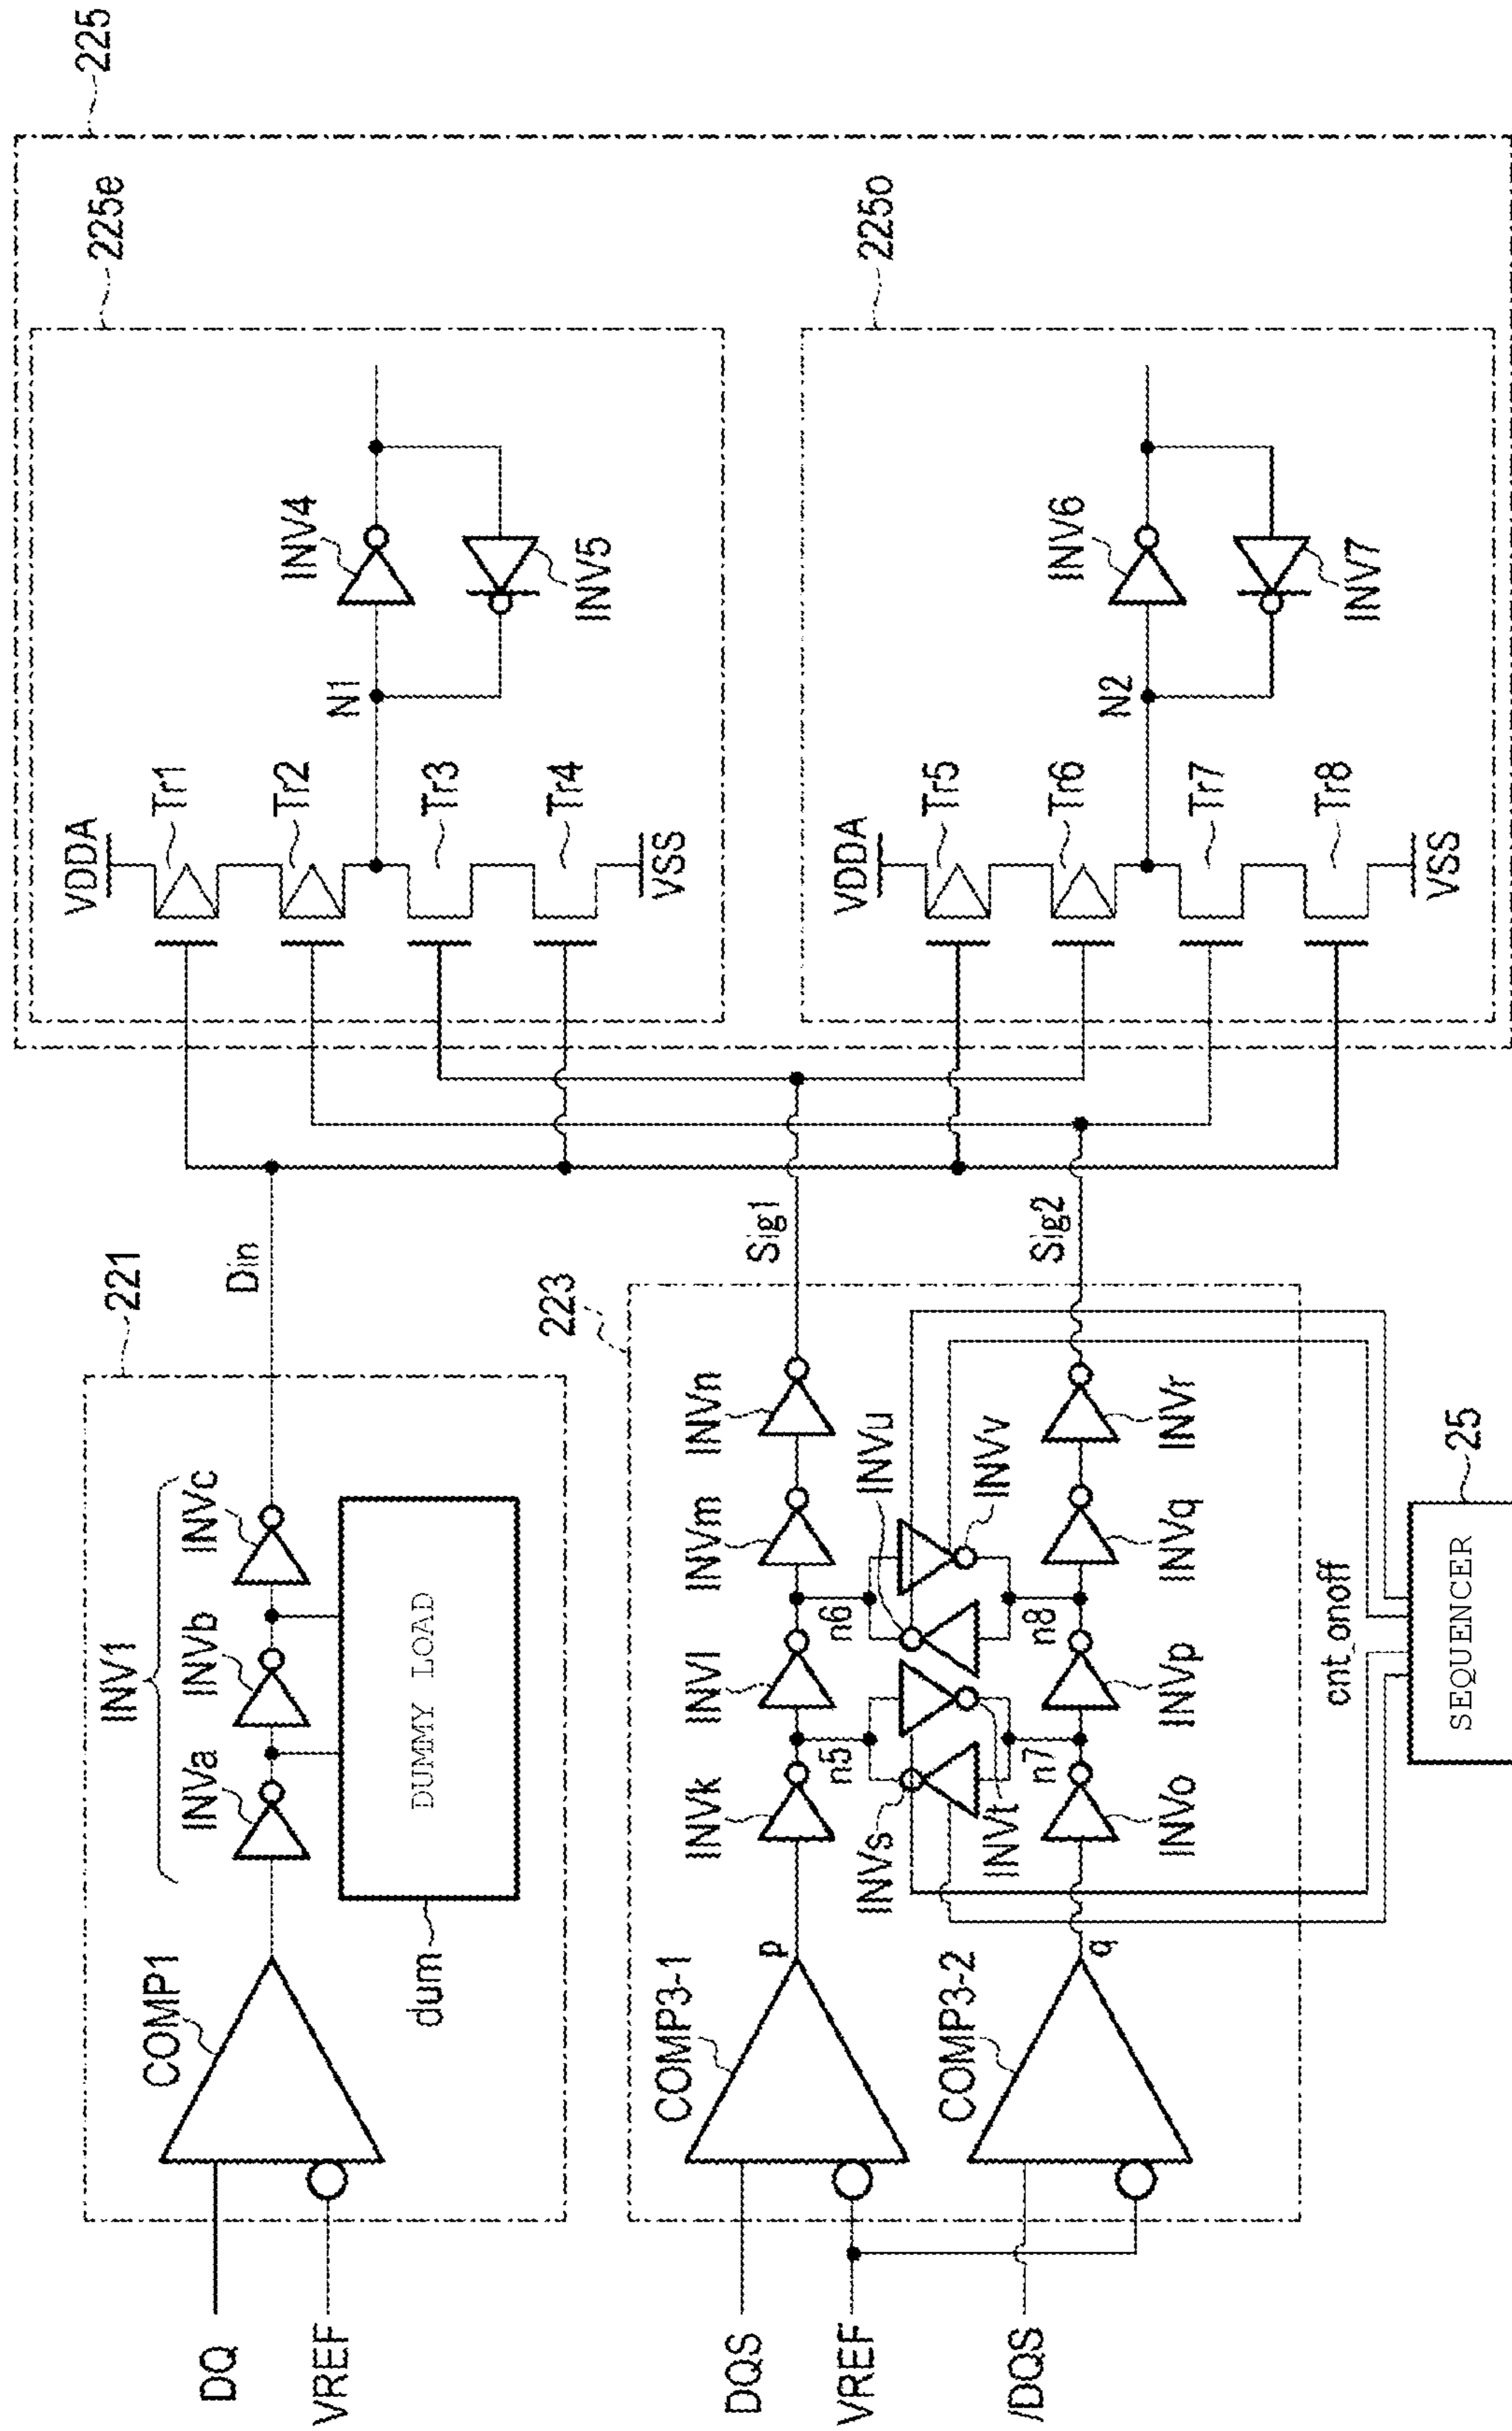 225
225e
225o
VDDA
Tr1
Tr2
Tr3
Tr4
VSS
N1
INV4
INV5
VDDA
Tr5
Tr6
Tr7
Tr8
VSS
N2
INV6
INV7
221
Din
INV1
INVa
INVb
INVc
COMP1
DUMMY LOAD
dum
DQ
VREF
223
Sig1
Sig2
COMP3-1
COMP3-2
p
q
INVk
INVl
INVm
INVn
n5
n6
INVs
INVt
INVu
INVv
n7
n8
INVo
INVp
INVq
INVr
DQS
VREF
/DQS
cnt_onoff
SEQUENCER
25